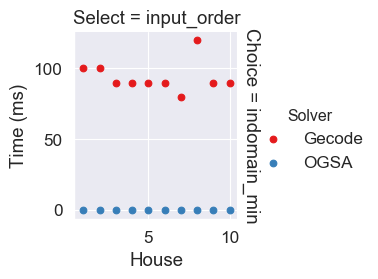 Select = input_order
Time (ms)
100
50
0
5
10
House
Choice = indomain_min
Solver
Gecode
OGSA